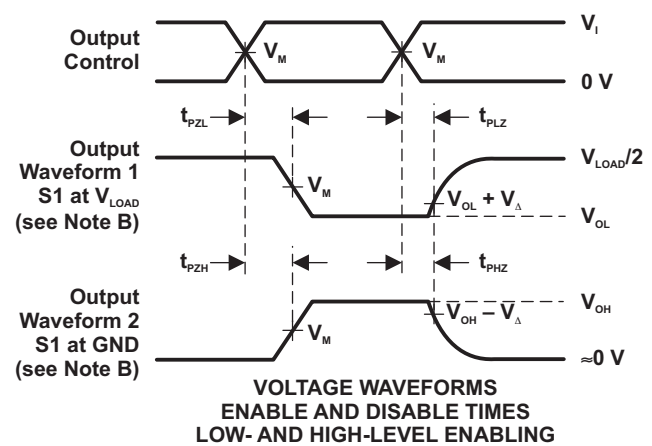 Output
Control
V_M
V_M
V_I
0 V
t_PZL
t_PLZ
Output
Waveform 1
S1 at V_LOAD
(see Note B)
V_M
V_OL + V_Δ
V_LOAD/2
V_OL
t_PZH
t_PHZ
Output
Waveform 2
S1 at GND
(see Note B)
V_M
V_OH – V_Δ
V_OH
≈0 V
VOLTAGE WAVEFORMS
ENABLE AND DISABLE TIMES
LOW- AND HIGH-LEVEL ENABLING